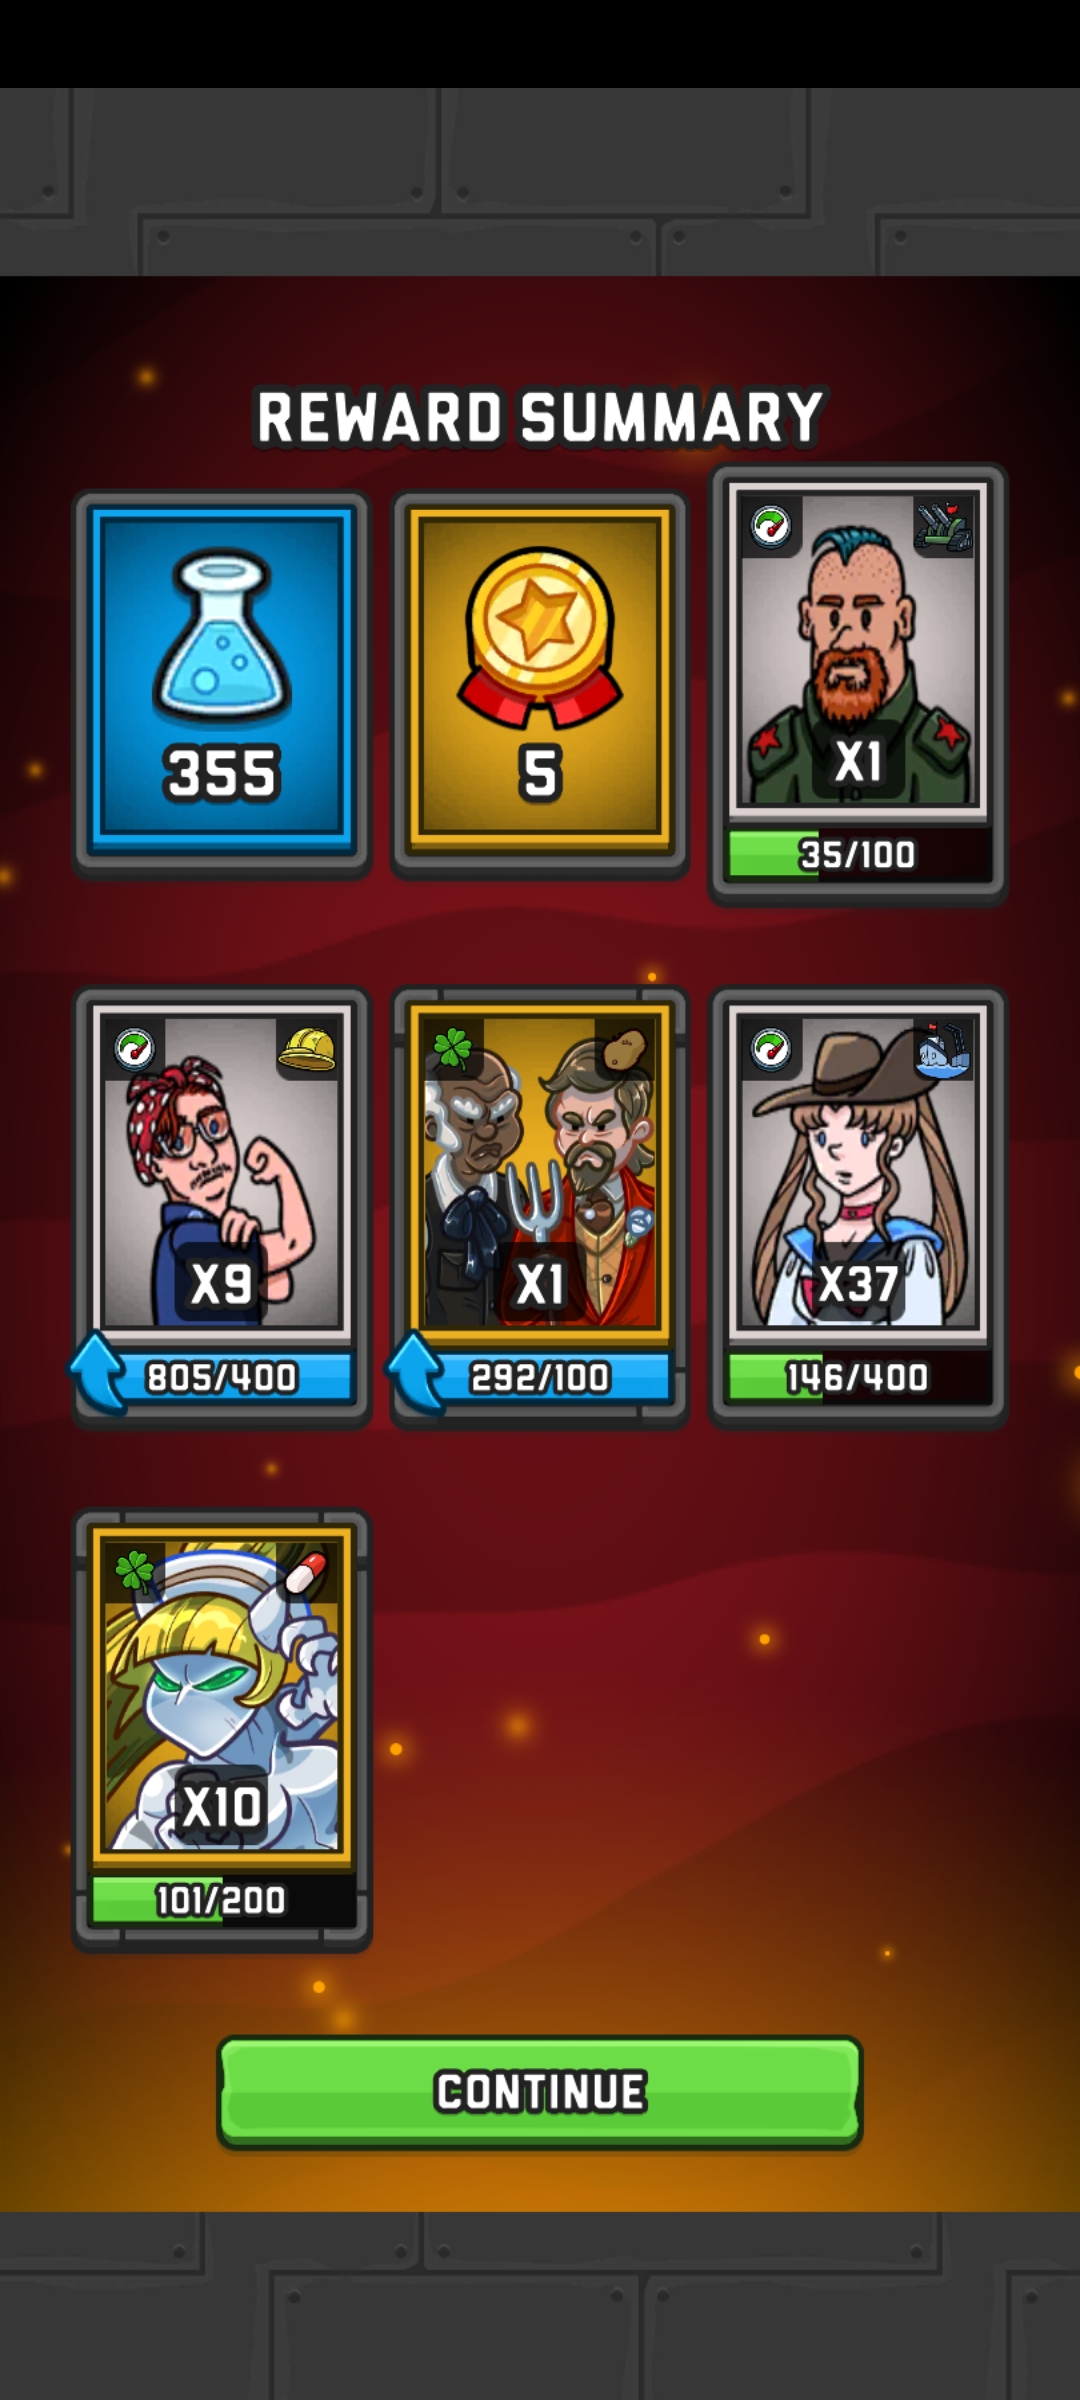 REWARD SUMMARY
355
5
X1
35/100
X9
X1
X37
805/400
292/100
146/400
X10
101/200
CONTINUE